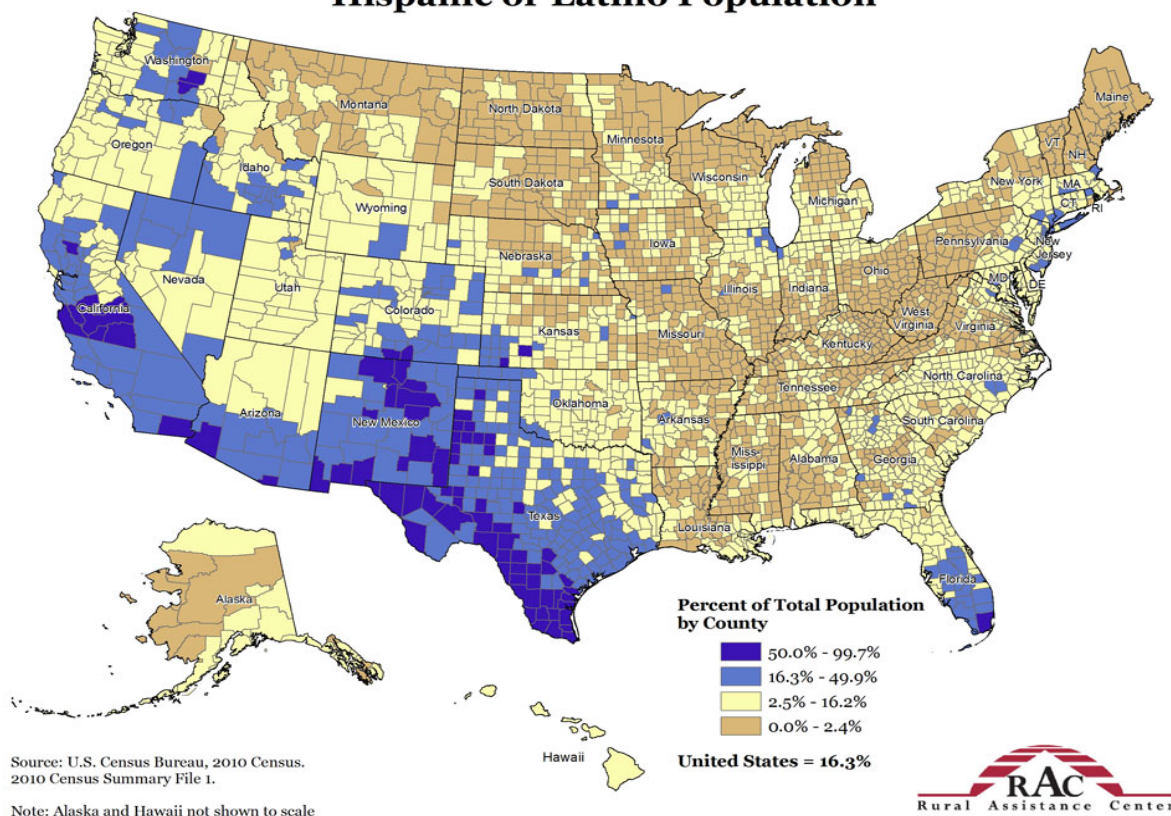 Hispanic or Latino Population
Washington
Montana
North Dakota
Minnesota
Maine
Oregon
Idaho
Wisconsin
VT
NH
South Dakota
Michigan
New York
MA
Wyoming
CT
RI
Iowa
Pennsylvania
Nebraska
New
Jersey
Nevada
Ohio
Utah
Illinois
Indiana
MD
DE
Colorado
West
Virginia
California
Kansas
Missouri
Virginia
Kentucky
North Carolina
Tennessee
Oklahoma
Arizona
New Mexico
Arkansas
South Carolina
Miss-
issippi
Alabama
Georgia
Texas
Louisiana
Florida
Alaska
Hawaii
Percent of Total Population
by County
50.0% - 99.7%
16.3% - 49.9%
2.5% - 16.2%
0.0% - 2.4%
United States = 16.3%
Source: U.S. Census Bureau, 2010 Census.
2010 Census Summary File 1.
Note: Alaska and Hawaii not shown to scale
RAC
Rural Assistance Center